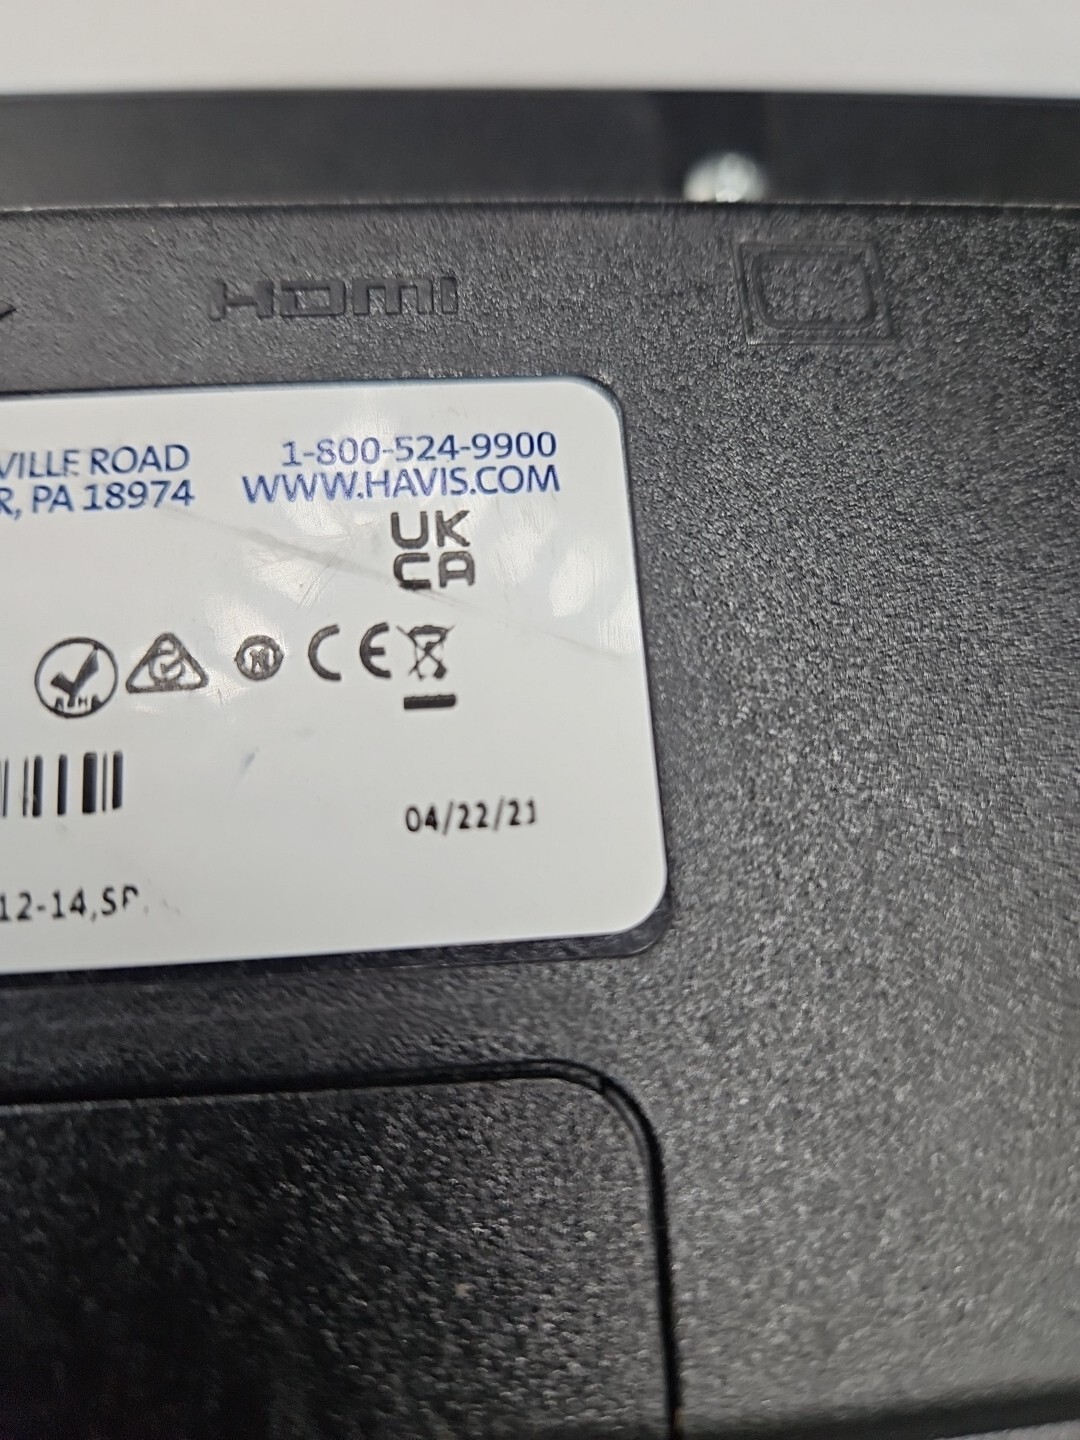 HDMI
VILLE ROAD 1-800-524-9900
R, PA 18974 WWW.HAVIS.COM
UK
CA
CE
04/22/21
12-14,SP